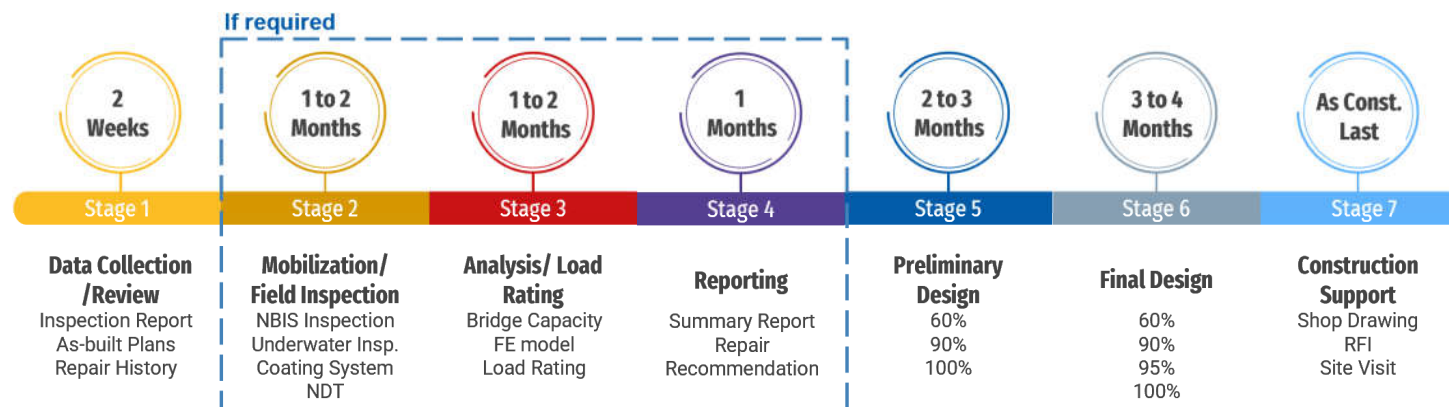 If required
2
Weeks
1 to 2
Months
1 to 2
Months
1
Months
2 to 3
Months
3 to 4
Months
As Const.
Last
Stage 1
Stage 2
Stage 3
Stage 4
Stage 5
Stage 6
Stage 7
Data Collection
/Review
Inspection Report
As-built Plans
Repair History
Mobilization/
Field Inspection
NBIS Inspection
Underwater Insp.
Coating System
NDT
Analysis/ Load
Rating
Bridge Capacity
FE model
Load Rating
Reporting
Summary Report
Repair
Recommendation
Preliminary
Design
60%
90%
100%
Final Design
60%
90%
95%
100%
Construction
Support
Shop Drawing
RFI
Site Visit